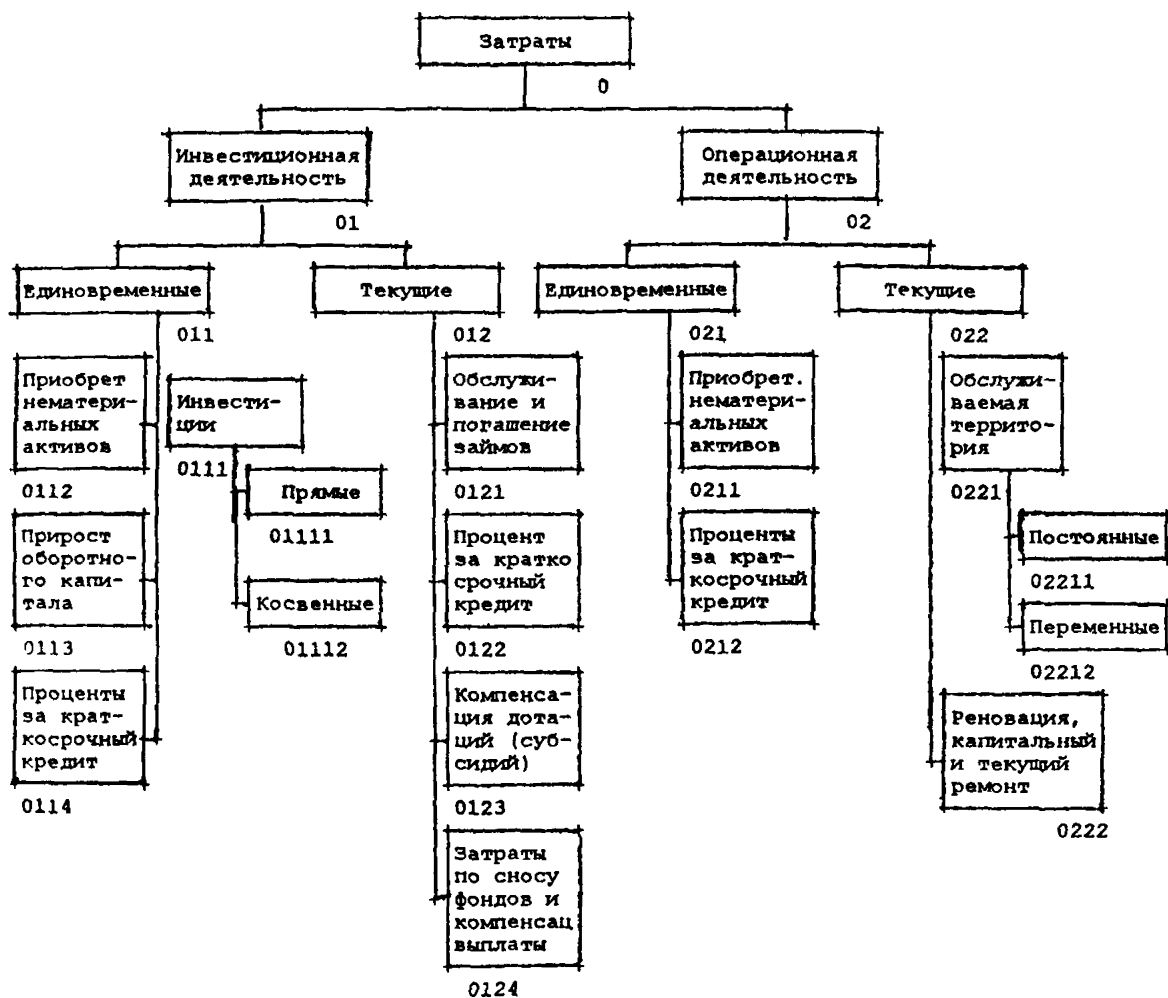 Затраты
0
Инвестиционная
деятельность
01
Операционная
деятельность
02
Единовременные
011
Текущие
012
Единовременные
021
Текущие
022
Приобрет
нематери-
альных
активов
0112
Инвести-
ции
0111
Прямые
01111
Косвенные
01112
Прирост
оборотно-
го капи-
тала
0113
Проценты
за крат-
косрочный
кредит
0114
Обслужи-
вание и
погашение
займов
0121
Процент
за кратко
срочный
кредит
0122
Компенса-
ция дота-
ций (суб-
сидий)
0123
Затраты
по сносу
фондов и
компенсац
выплаты
0124
Приобрет.
нематери-
альных
активов
0211
Проценты
за крат-
косрочный
кредит
0212
Обслужи-
ваемая
террито-
рия
0221
Постоянные
02211
Переменные
02212
Реновация,
капитальный
и текущий
ремонт
0222